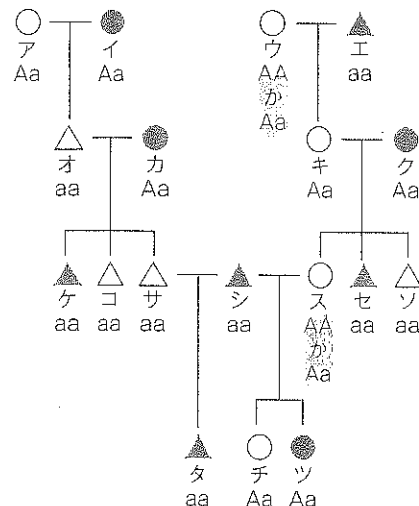 ア イ ウ エ
Aa Aa AA aa
か
Aa
オ カ キ ク
aa Aa Aa Aa
ケ コ サ シ ス セ ソ
aa aa aa aa AA aa aa
か
Aa
タ チ ツ
aa Aa Aa